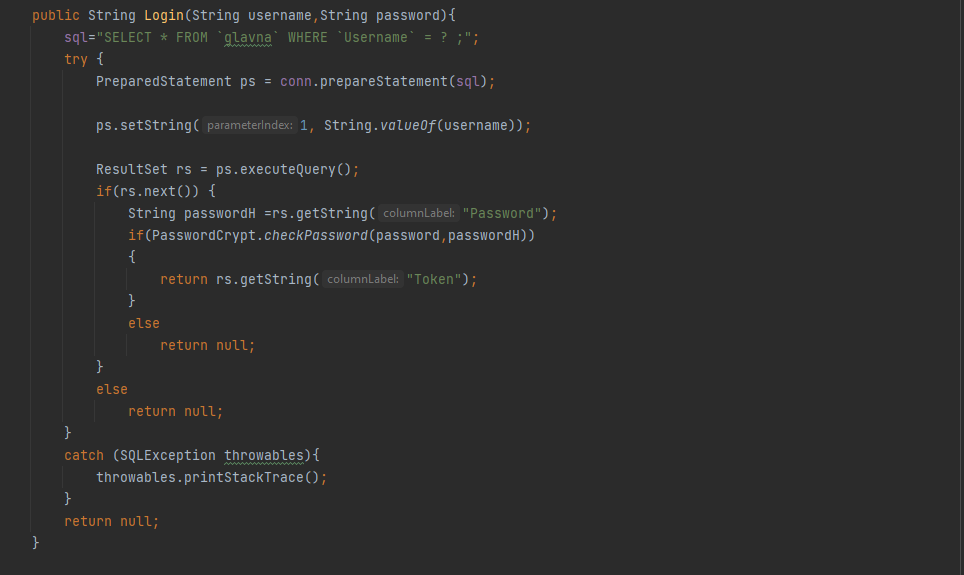 public String Login(String username,String password){
sql="SELECT * FROM `glavna` WHERE `Username` = ? ;";
try {
PreparedStatement ps = conn.prepareStatement(sql);
ps.setString( parameterIndex: 1, String.valueOf(username));
ResultSet rs = ps.executeQuery();
if(rs.next()) {
String passwordH =rs.getString( columnLabel: "Password");
if(PasswordCrypt.checkPassword(password,passwordH))
{
return rs.getString( columnLabel: "Token");
}
else
return null;
}
else
return null;
}
catch (SQLException throwables){
throwables.printStackTrace();
}
return null;
}